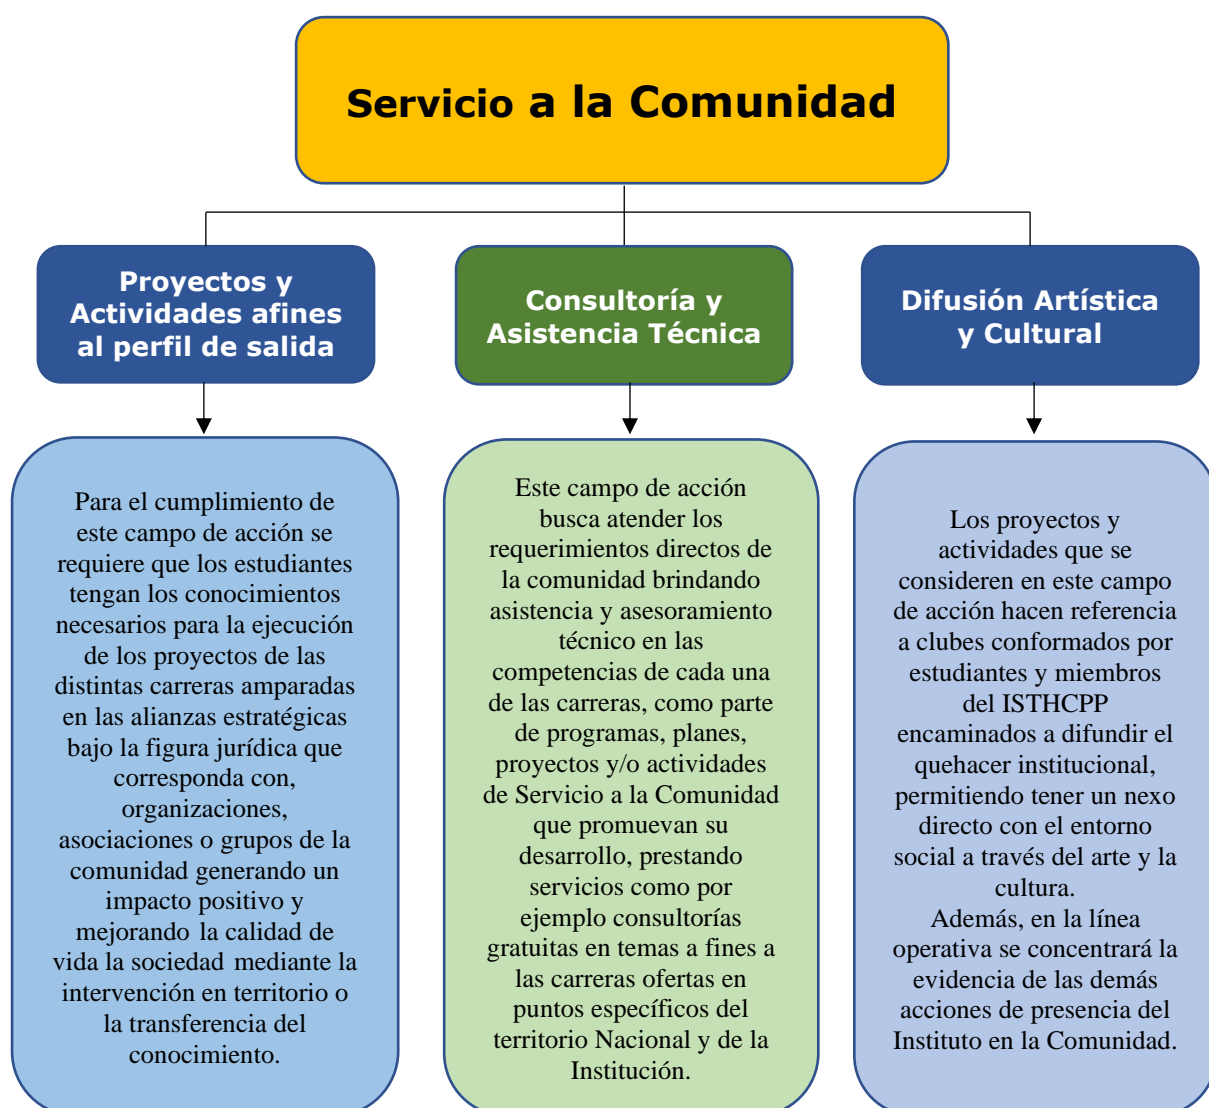 Servicio a la Comunidad
Proyectos y
Actividades afines
al perfil de salida
Consultoría y
Asistencia Técnica
Difusión Artística
y Cultural
Para el cumplimiento de
este campo de acción se
requiere que los estudiantes
tengan los conocimientos
necesarios para la ejecución
de los proyectos de las
distintas carreras amparadas
en las alianzas estratégicas
bajo la figura jurídica que
corresponda con,
organizaciones,
asociaciones o grupos de la
comunidad generando un
impacto positivo y
mejorando la calidad de
vida la sociedad mediante la
intervención en territorio o
la transferencia del
conocimiento.
Este campo de acción
busca atender los
requerimientos directos de
la comunidad brindando
asistencia y asesoramiento
técnico en las
competencias de cada una
de las carreras, como parte
de programas, planes,
proyectos y/o actividades
de Servicio a la Comunidad
que promuevan su
desarrollo, prestando
servicios como por
ejemplo consultorías
gratuitas en temas a fines a
las carreras ofertas en
puntos específicos del
territorio Nacional y de la
Institución.
Los proyectos y
actividades que se
consideren en este campo
de acción hacen referencia
a clubes conformados por
estudiantes y miembros
del ISTHCPP
encaminados a difundir el
quehacer institucional,
permitiendo tener un nexo
directo con el entorno
social a través del arte y la
cultura.
Además, en la línea
operativa se concentrará la
evidencia de las demás
acciones de presencia del
Instituto en la Comunidad.